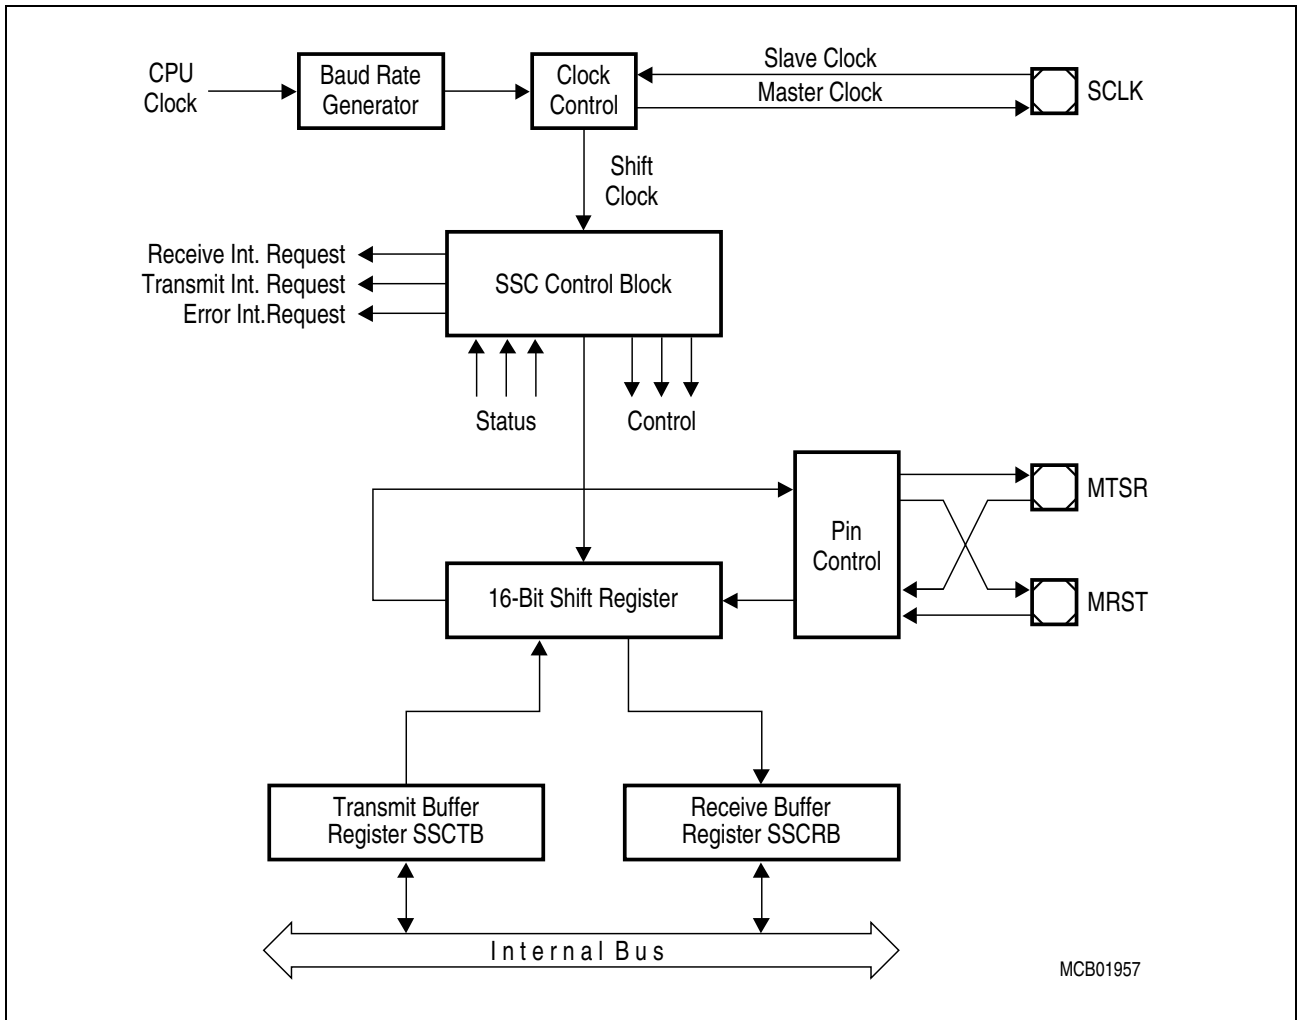 CPU
Clock
Baud Rate
Generator
Clock
Control
Slave Clock
Master Clock
SCLK
Shift
Clock
Receive Int. Request
Transmit Int. Request
Error Int.Request
SSC Control Block
Status
Control
Pin
Control
MTSR
MRST
16-Bit Shift Register
Transmit Buffer
Register SSCTB
Receive Buffer
Register SSCRB
Internal Bus
MCB01957